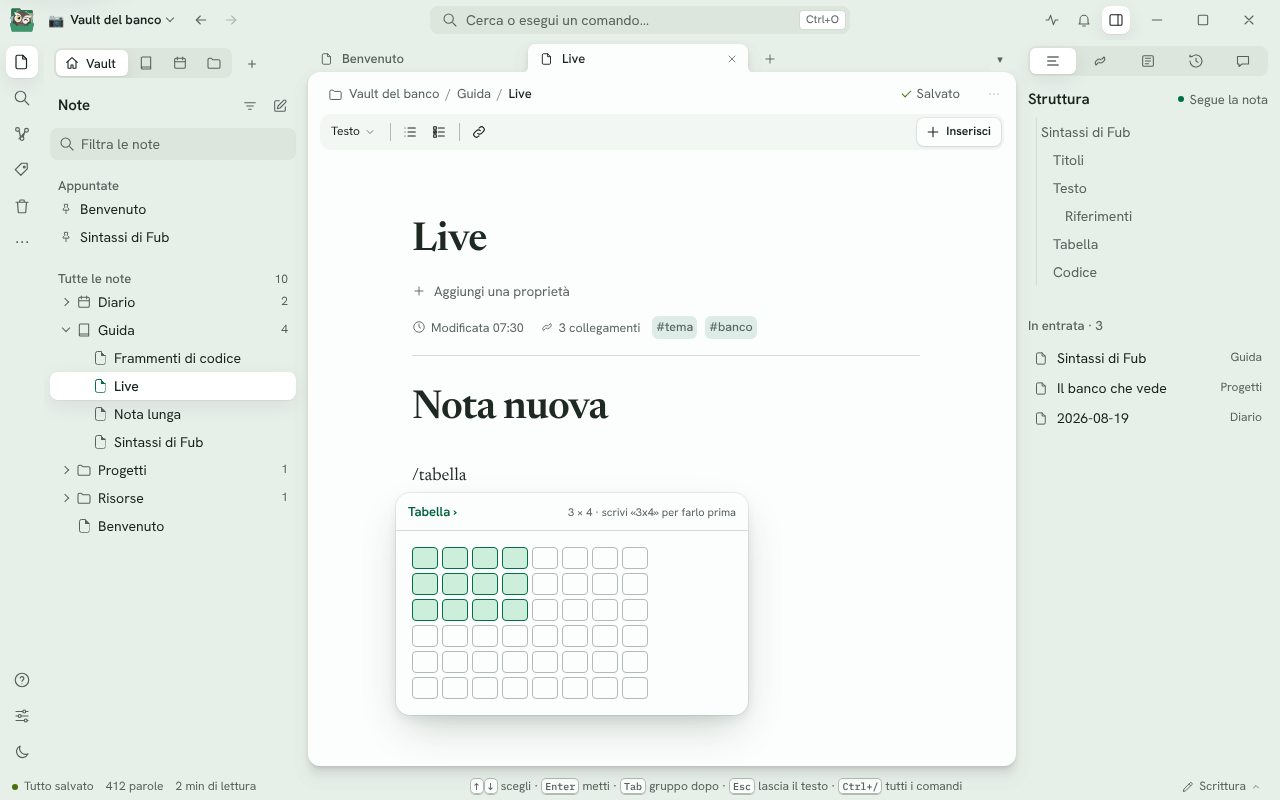 Vault del banco
Cerca o esegui un comando…
Ctrl+O
Vault
Benvenuto
Live
Note
Filtra le note
Appuntate
Benvenuto
Sintassi di Fub
Tutte le note 10
Diario 2
Guida 4
Frammenti di codice
Live
Nota lunga
Sintassi di Fub
Progetti 1
Risorse 1
Benvenuto
Vault del banco / Guida / Live
Salvato
Testo
Inserisci
Live
Aggiungi una proprietà
Modificata 07:30 3 collegamenti #tema #banco
Nota nuova
/tabella
Tabella ›
3 × 4 · scrivi «3x4» per farlo prima
Struttura
Segue la nota
Sintassi di Fub
Titoli
Testo
Riferimenti
Tabella
Codice
In entrata · 3
Sintassi di Fub Guida
Il banco che vede Progetti
2026-08-19 Diario
Tutto salvato 412 parole 2 min di lettura
↑ ↓ scegli · Enter metti · Tab gruppo dopo · Esc lascia il testo · Ctrl+/ tutti i comandi
Scrittura